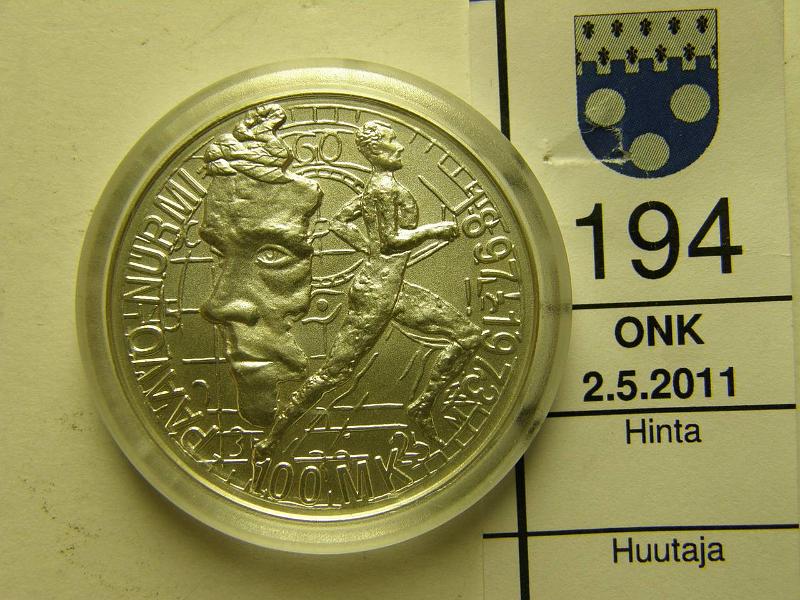 PAAVO NURMI
60
1897-1973
100 MK
194
ONK
2.5.2011
Hinta
Huutaja